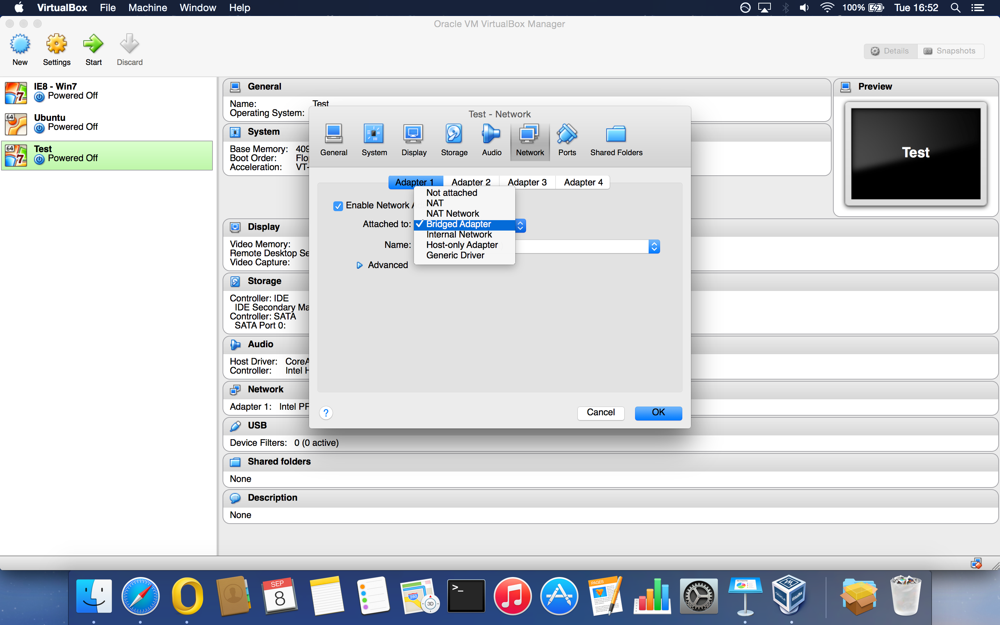 VirtualBox File Machine Window Help 100% Tue 16:52
Oracle VM VirtualBox Manager
New Settings Start Discard Details Snapshots
IE8 - Win7
Powered Off
64
Ubuntu
Powered Off
64
Test
Powered Off
General
Name: Test
Operating System:
System
Base Memory: 409
Boot Order: Flo
Acceleration: VT-
Preview
Test
Display
Video Memory:
Remote Desktop Se
Video Capture:
Storage
Controller: IDE
IDE Secondary Ma
Controller: SATA
SATA Port 0:
Audio
Host Driver: CoreA
Controller: Intel H
Network
Adapter 1: Intel PR
USB
Device Filters: 0 (0 active)
Shared folders
None
Description
None
Test - Network
General System Display Storage Audio Network Ports Shared Folders
Adapter 1 Adapter 2 Adapter 3 Adapter 4
Enable Network A
Attached to:
Not attached
NAT
NAT Network
✓ Bridged Adapter
Internal Network
Host-only Adapter
Generic Driver
Name:
Advanced
? Cancel OK
SEP
8
280
3D
>_
PAGES
KEYNOTE
ORACLE
VirtualBox